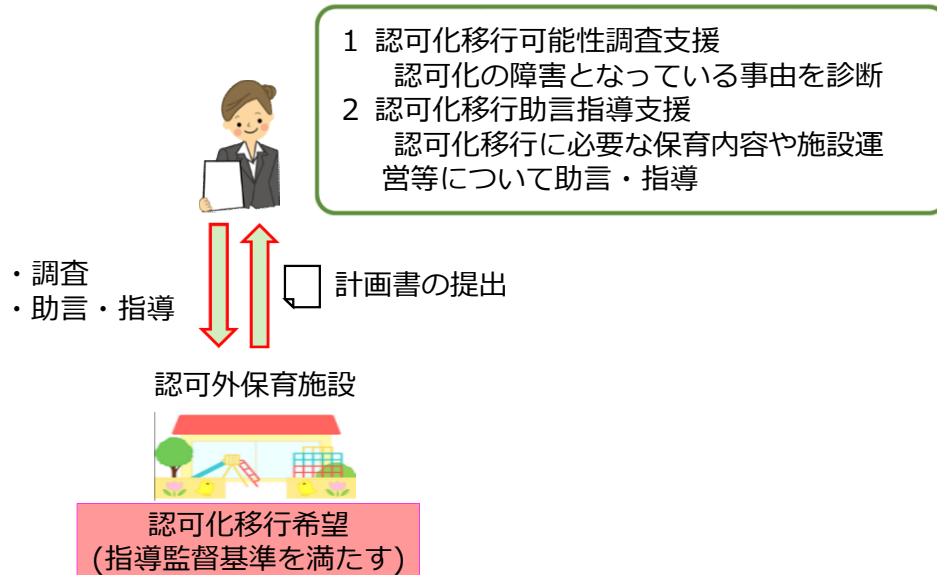 1 認可化移行可能性調査支援
認可化の障害となっている事由を診断
2 認可化移行助言指導支援
認可化移行に必要な保育内容や施設運
営等について助言・指導
・調査
・助言・指導
計画書の提出
認可外保育施設
認可化移行希望
(指導監督基準を満たす)